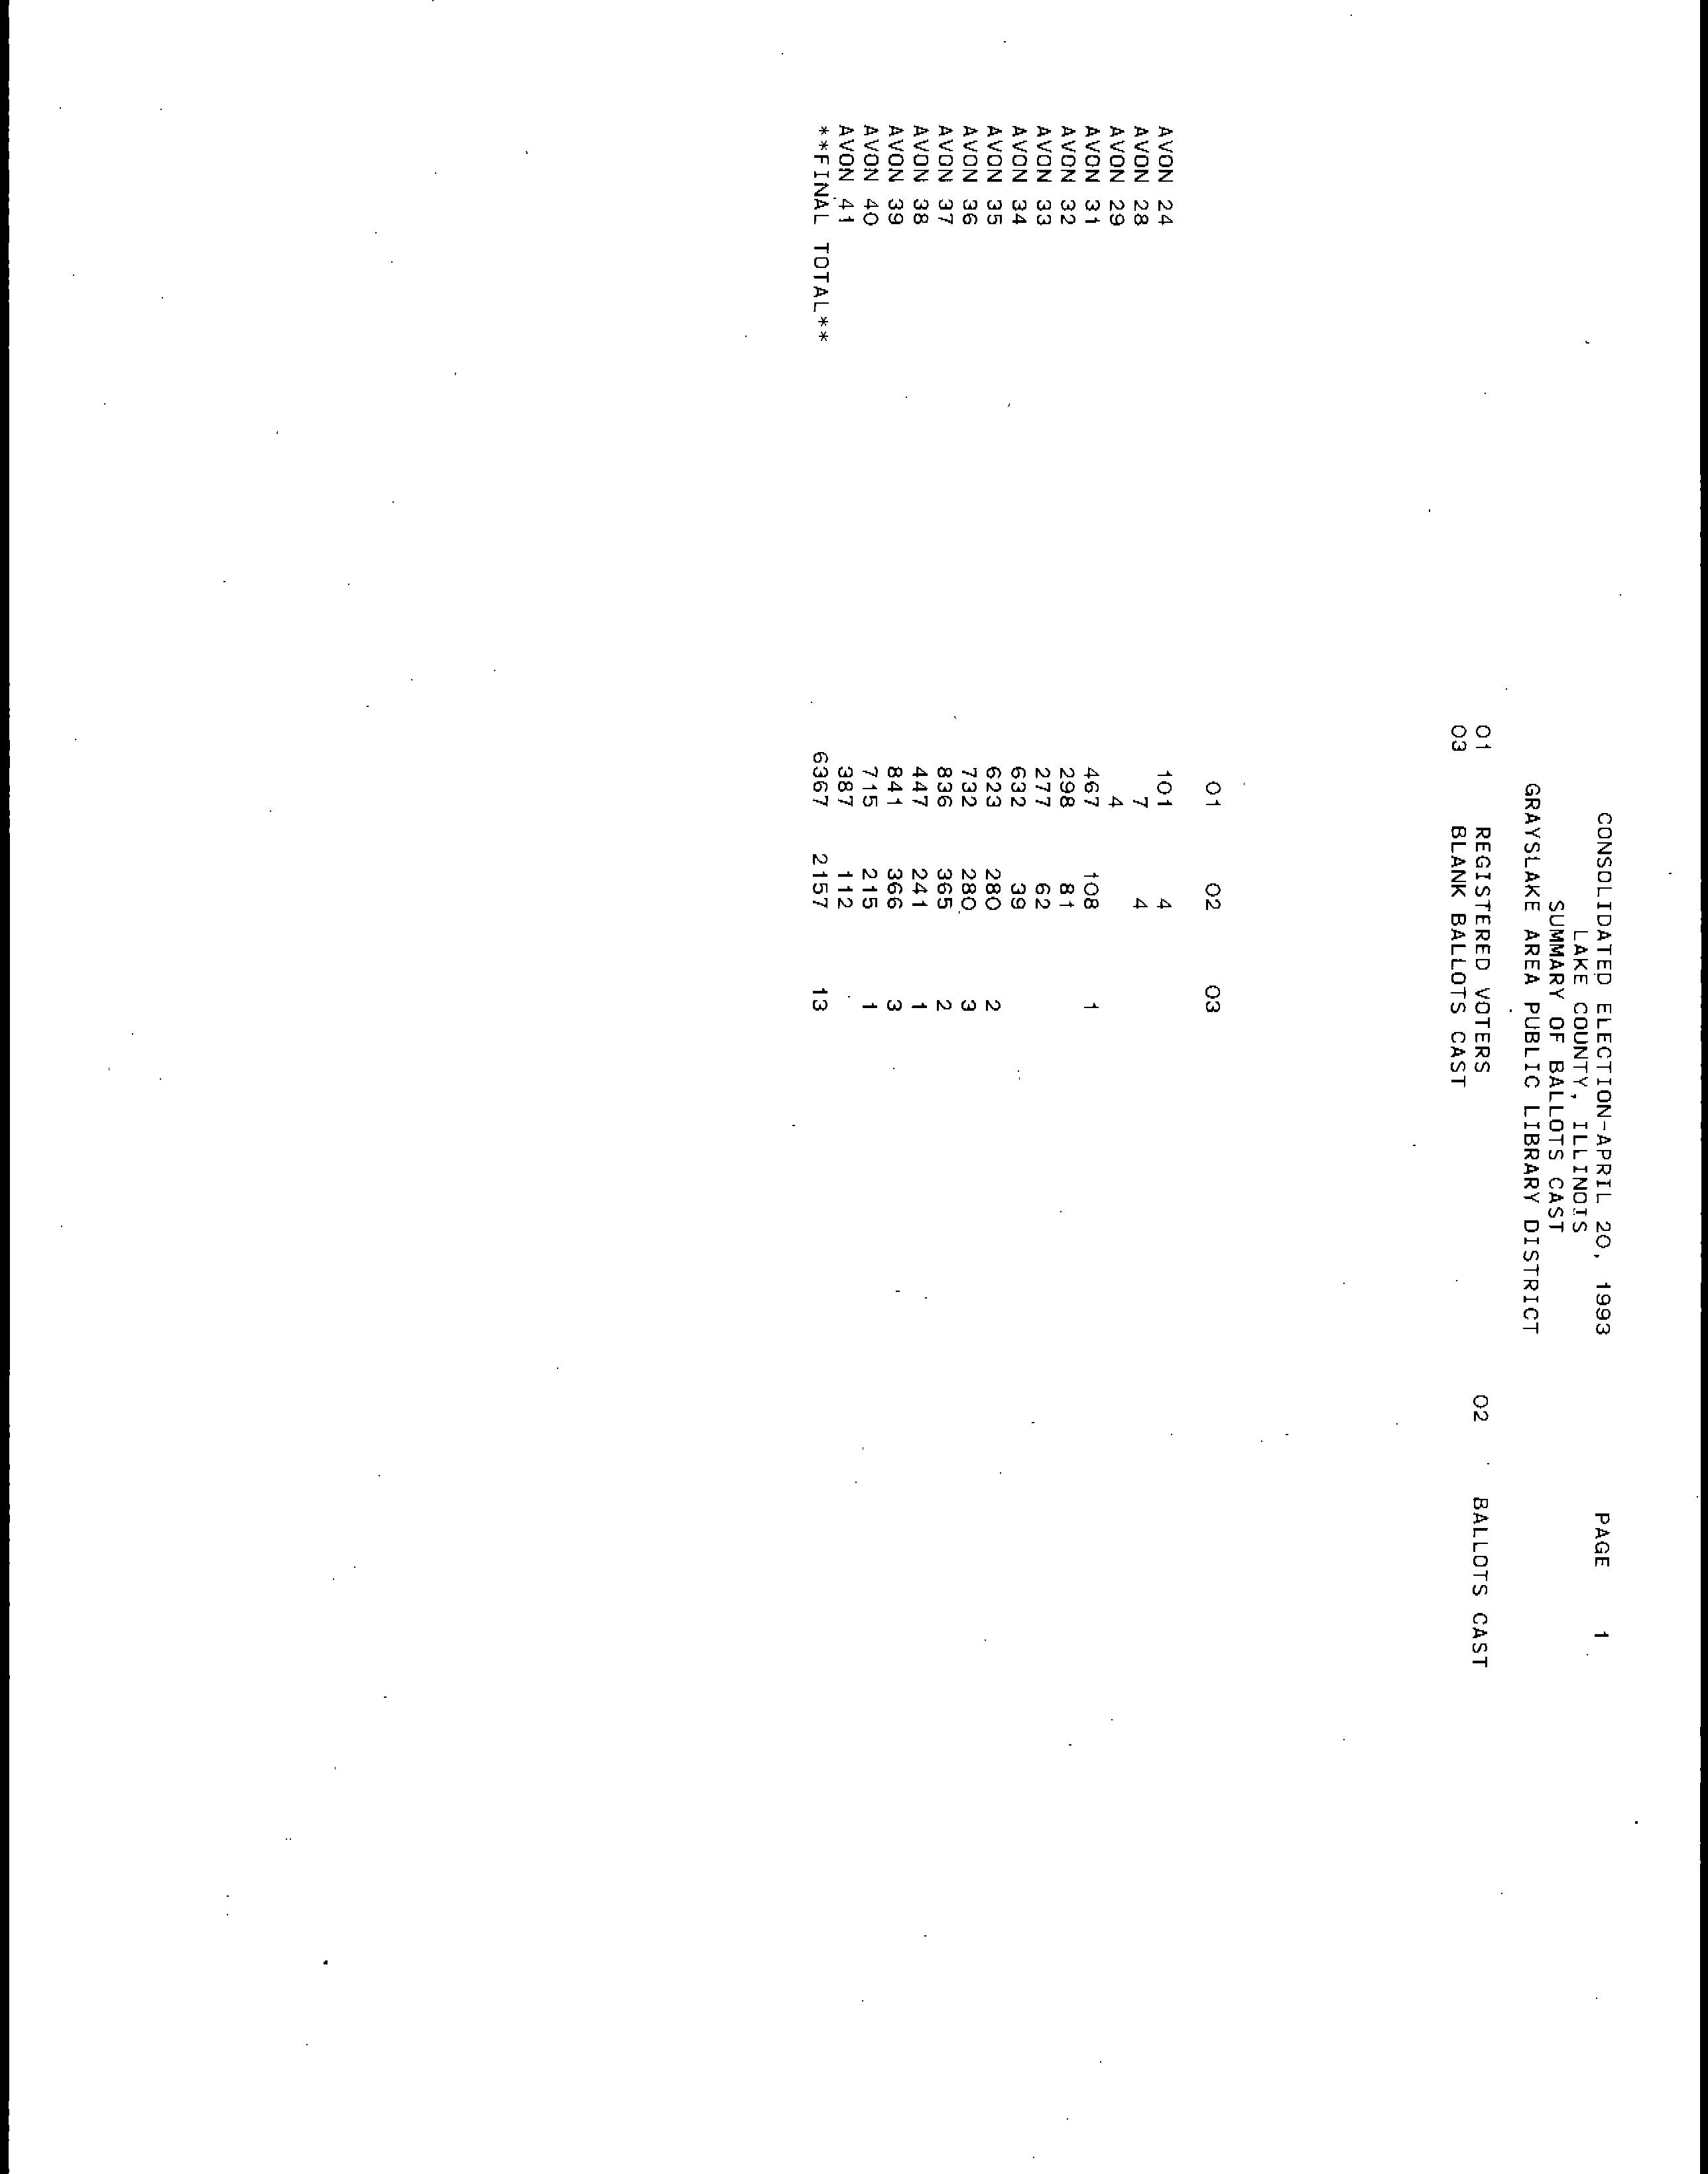 CONSOLIDATED ELECTION-APRIL 20, 1993 PAGE 1
LAKE COUNTY, ILLINOIS
SUMMARY OF BALLOTS CAST
GRAYSLAKE AREA PUBLIC LIBRARY DISTRICT
01 REGISTERED VOTERS 02 BALLOTS CAST
03 BLANK BALLOTS CAST
01 02 03
AVON 24 101 4
AVON 28 7 4
AVON 29 4
AVON 31 467 108 1
AVON 32 298 81
AVON 33 277 62
AVON 34 632 39
AVON 35 623 280 2
AVON 36 732 280 3
AVON 37 836 365 2
AVON 38 447 241 1
AVON 39 841 366 3
AVON 40 715 215 1
AVON 41 387 112
**FINAL TOTAL** 6367 2157 13